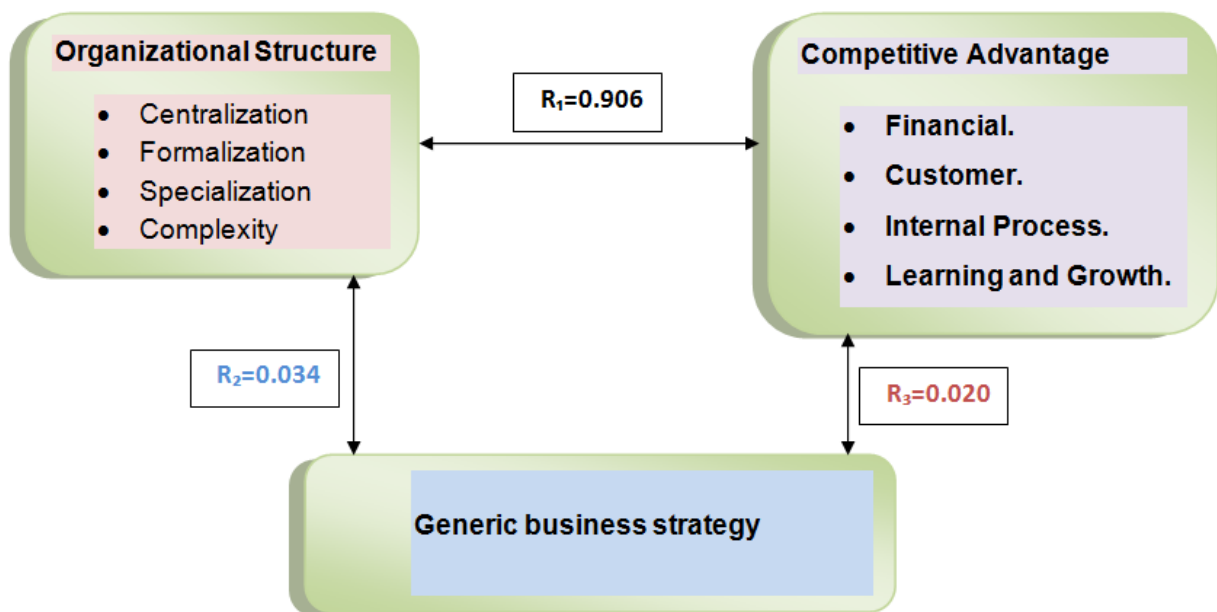 Organizational Structure
• Centralization
• Formalization
• Specialization
• Complexity
R₁=0.906
Competitive Advantage
• Financial.
• Customer.
• Internal Process.
• Learning and Growth.
R₂=0.034
R₃=0.020
Generic business strategy